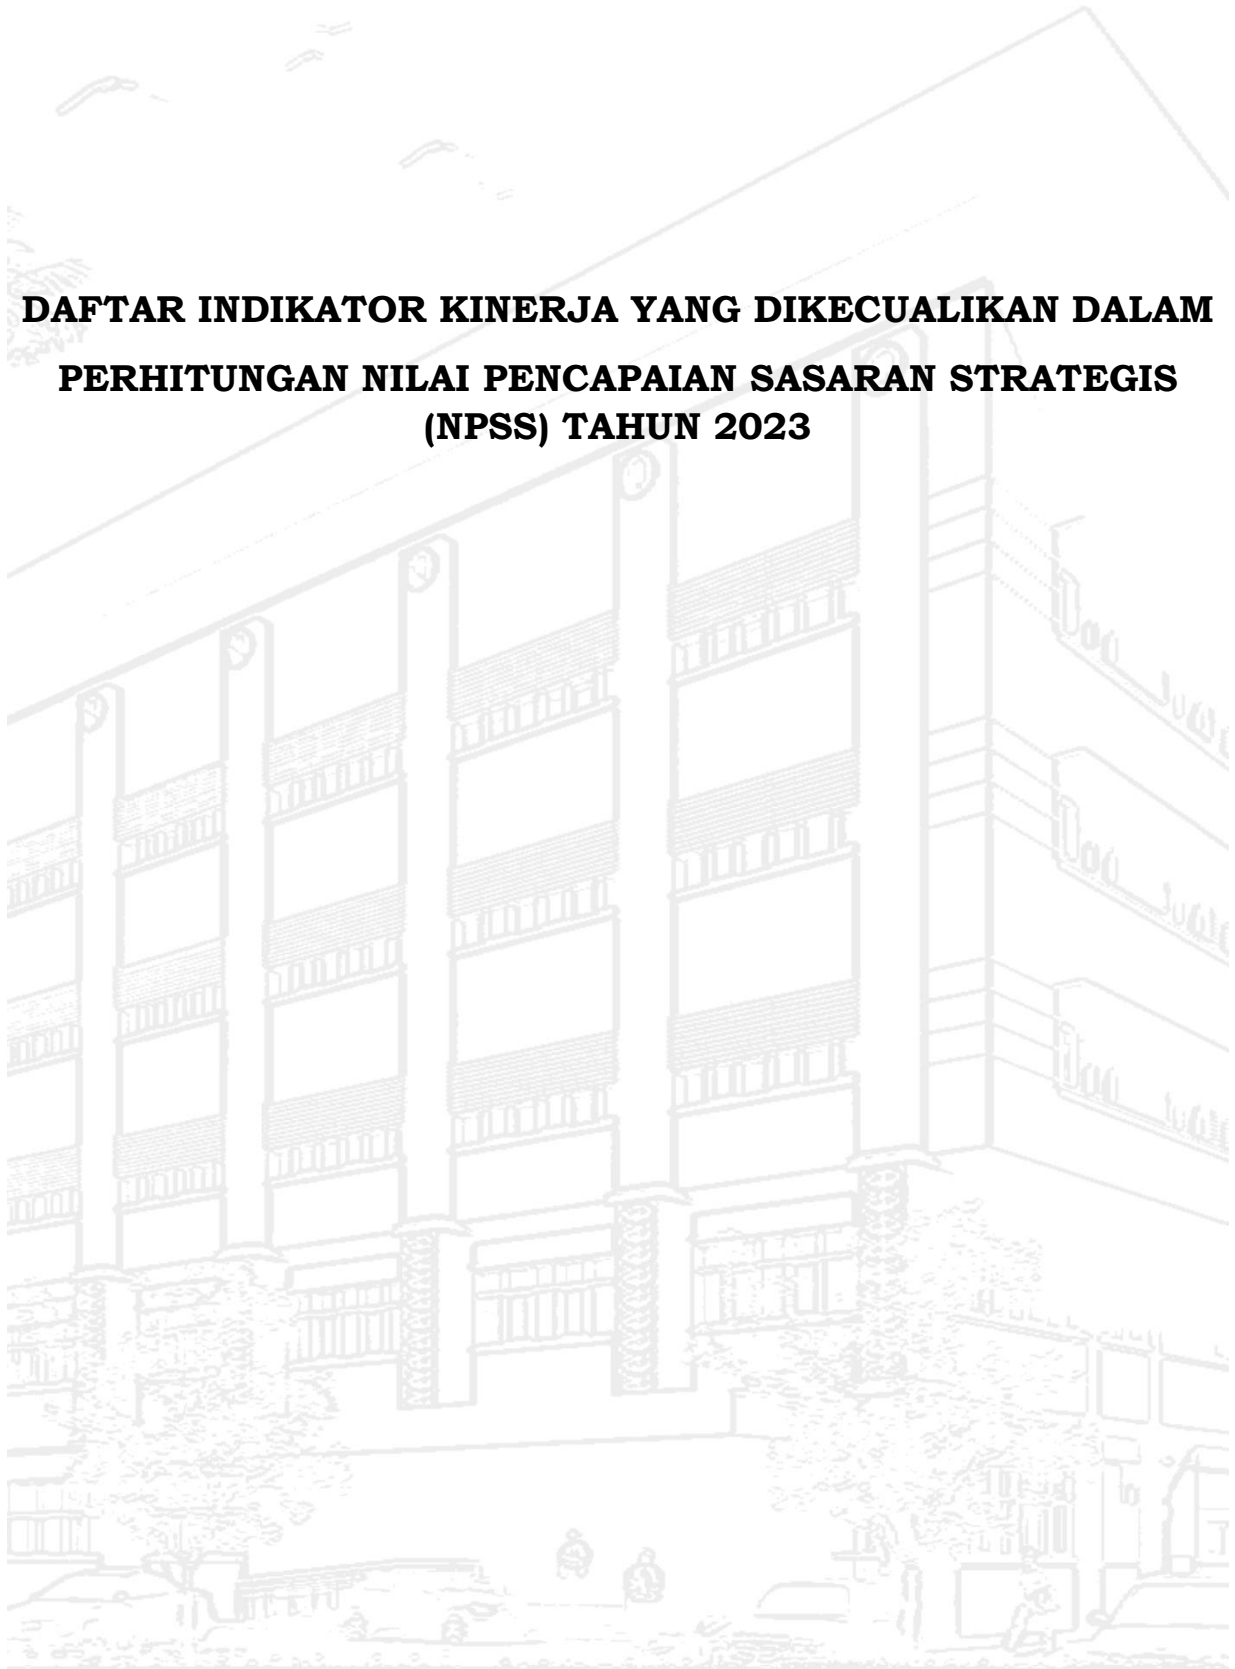 DAFTAR INDIKATOR KINERJA YANG DIKECUALIKAN DALAM
PERHITUNGAN NILAI PENCAPAIAN SASARAN STRATEGIS
(NPSS) TAHUN 2023